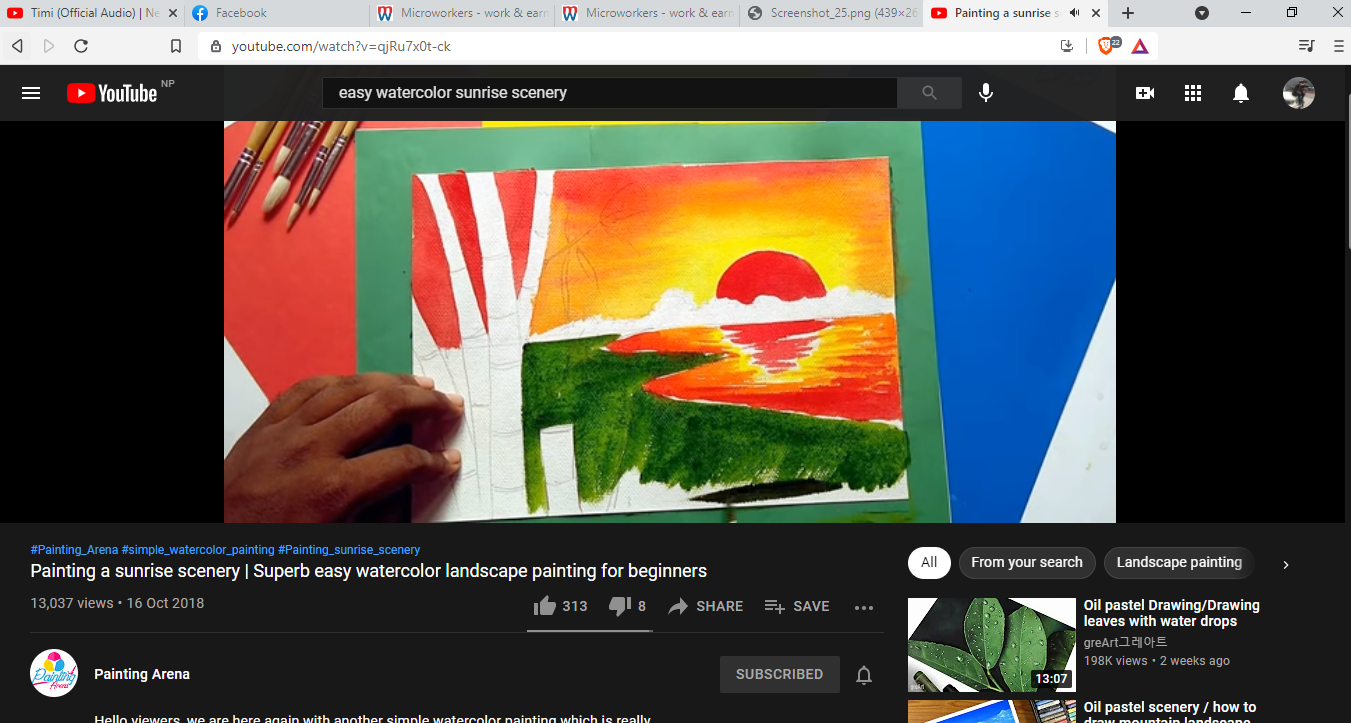 Timi (Official Audio) | Ne
Facebook
Microworkers - work & earn
Microworkers - work & earn
Screenshot_25.png (439×26
Painting a sunrise s
youtube.com/watch?v=qjRu7x0t-ck
22
YouTube NP
easy watercolor sunrise scenery
#Painting_Arena #simple_watercolor_painting #Painting_sunrise_scenery
Painting a sunrise scenery | Superb easy watercolor landscape painting for beginners
13,037 views • 16 Oct 2018
313
8
SHARE
SAVE
Painting Arena
Painting Arena
SUBSCRIBED
Hello viewers, we are here again with another simple watercolor painting which is really
All
From your search
Landscape painting
Oil pastel Drawing/Drawing
leaves with water drops
greArt그레아트
198K views • 2 weeks ago
13:07
Oil pastel scenery / how to
draw mountain landscape